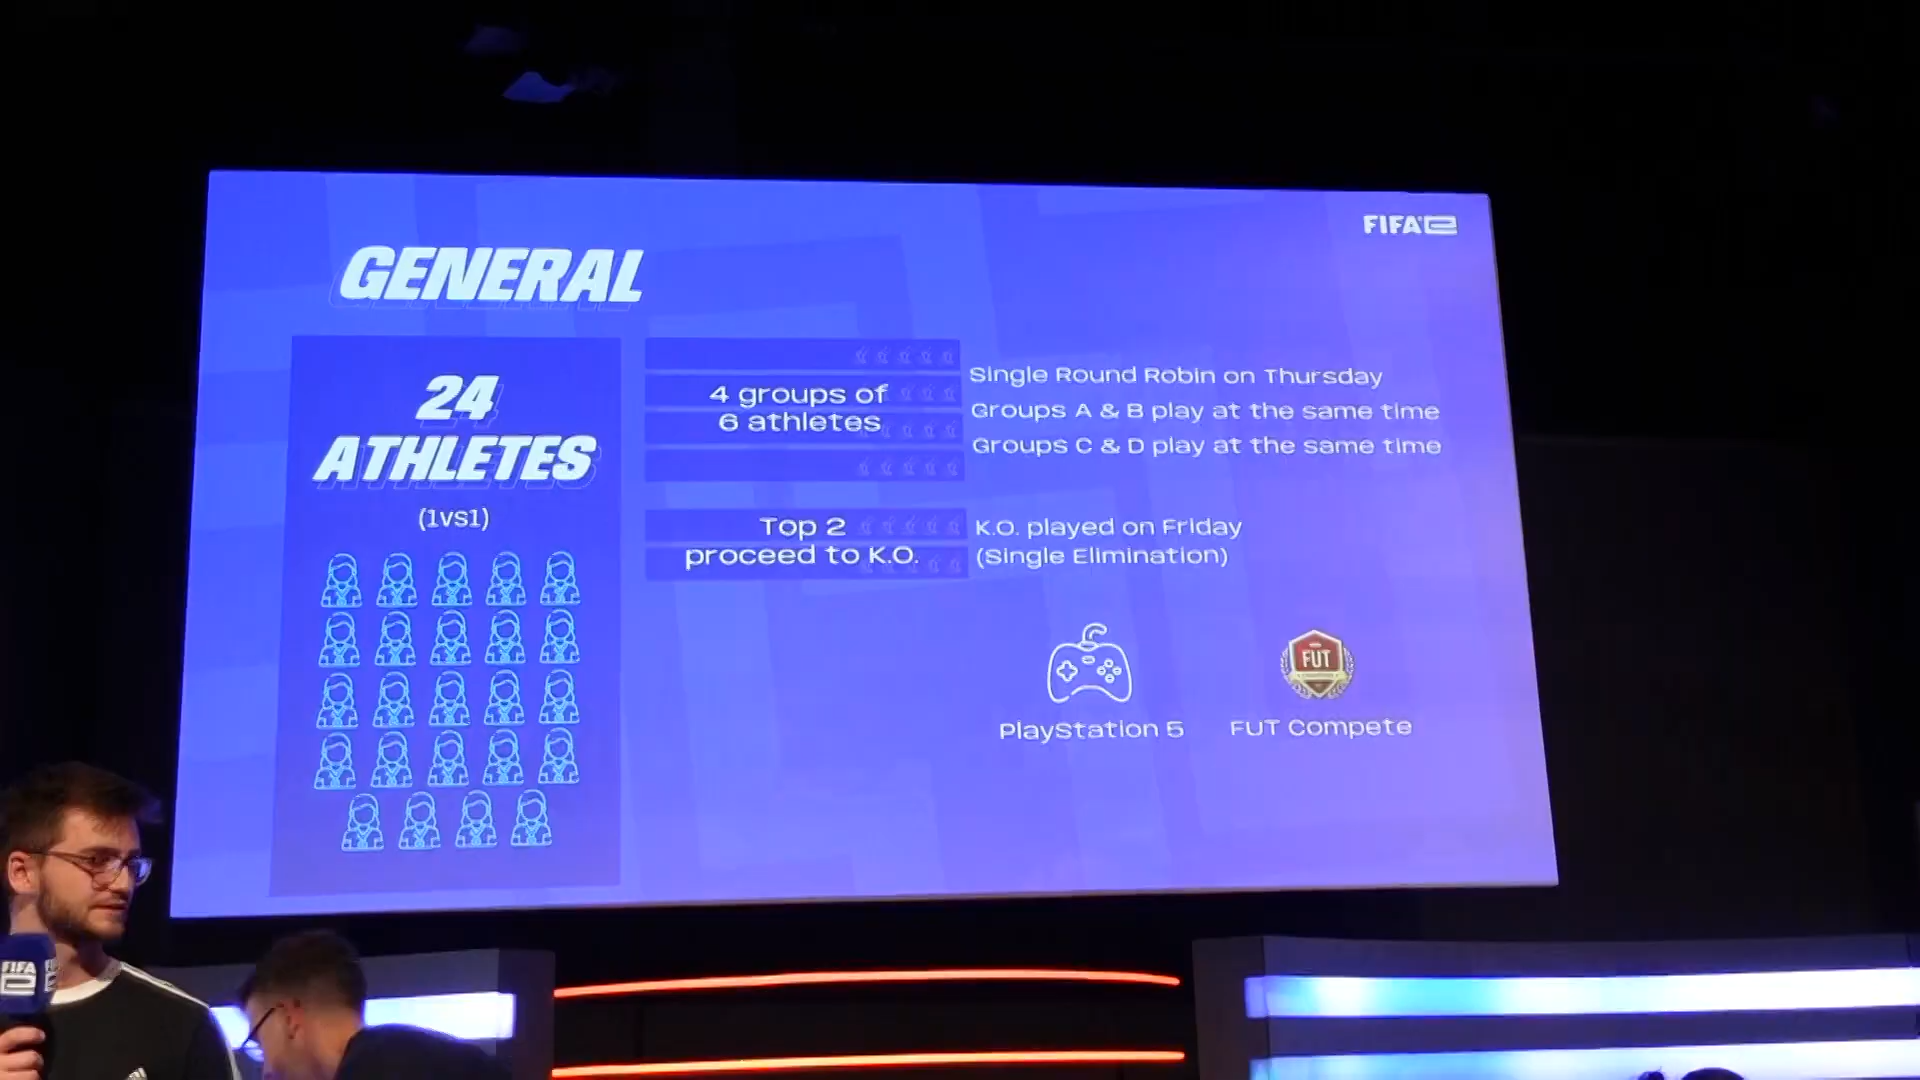 FIFAe
GENERAL
24
ATHLETES
(1vs1)
4 groups of
6 athletes
Single Round Robin on Thursday
Groups A & B play at the same time
Groups C & D play at the same time
Top 2
proceed to K.O.
K.O. played on Friday
(Single Elimination)
PlayStation 5
FUT
FUT Compete
FIFA
e